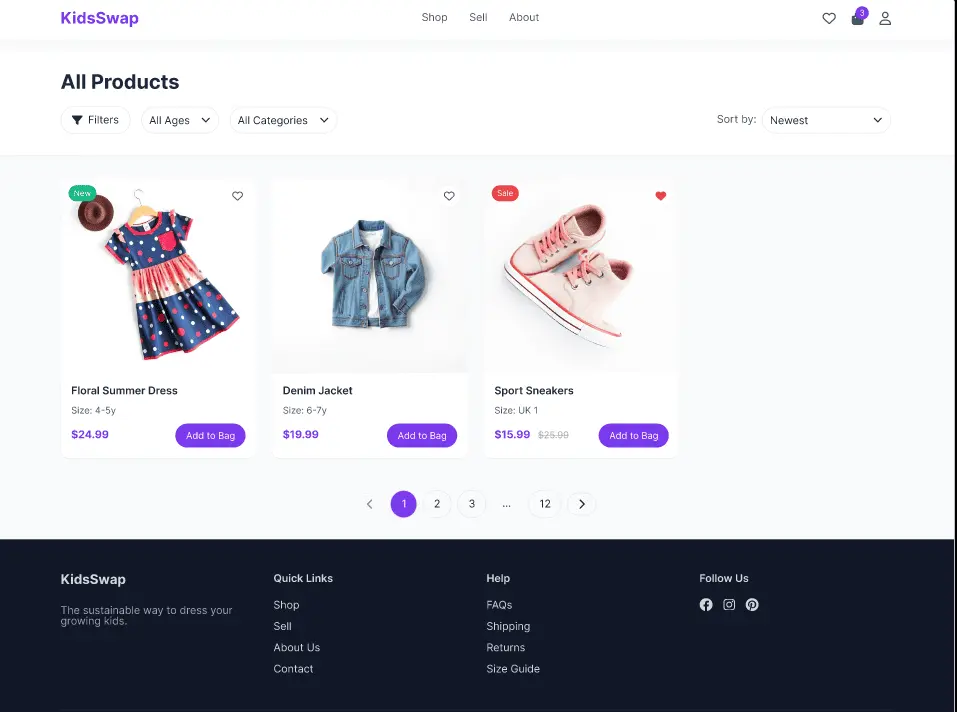 KidsSwap
Shop Sell About
3
All Products
Filters All Ages All Categories
Sort by: Newest
New
Sale
Floral Summer Dress
Size: 4-5y
$24.99 Add to Bag
Denim Jacket
Size: 6-7y
$19.99 Add to Bag
Sport Sneakers
Size: UK 1
$15.99 $25.99 Add to Bag
1 2 3 ... 12
KidsSwap
The sustainable way to dress your
growing kids.
Quick Links
Shop
Sell
About Us
Contact
Help
FAQs
Shipping
Returns
Size Guide
Follow Us